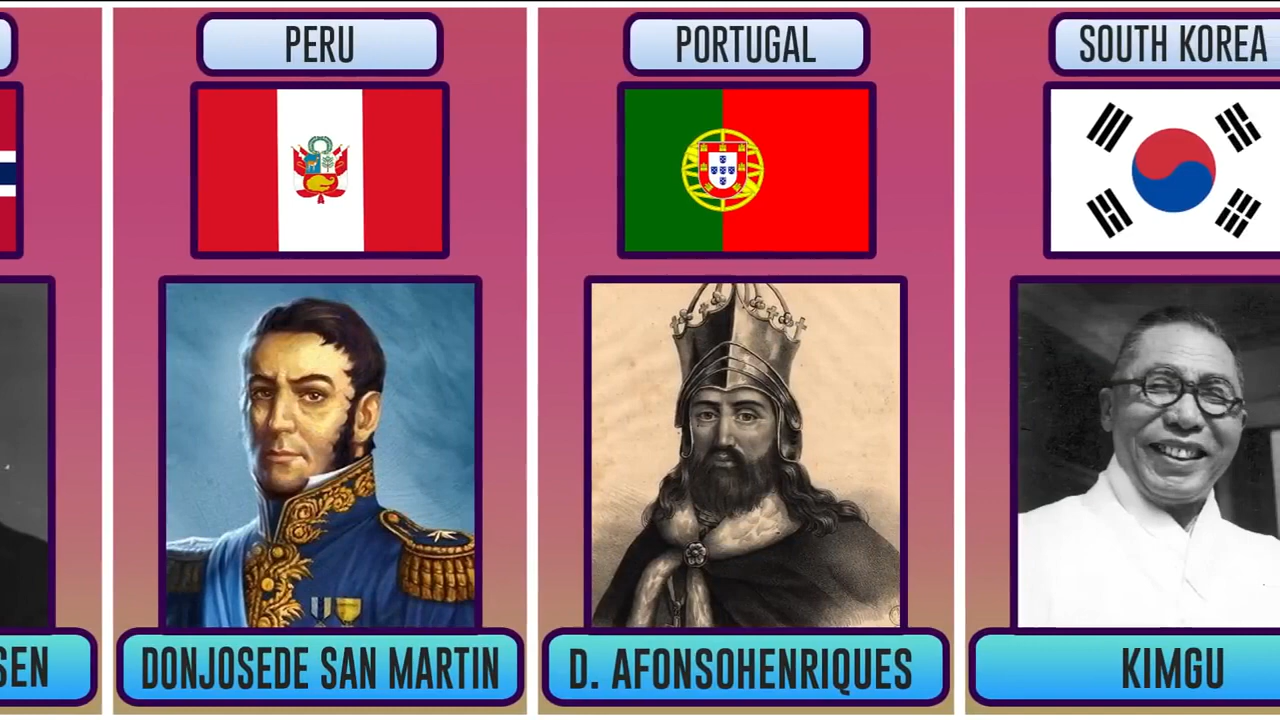 PERU
PORTUGAL
SOUTH KOREA
SEN
DONJOSEDE SAN MARTIN
D. AFONSOHENRIQUES
KIMGU